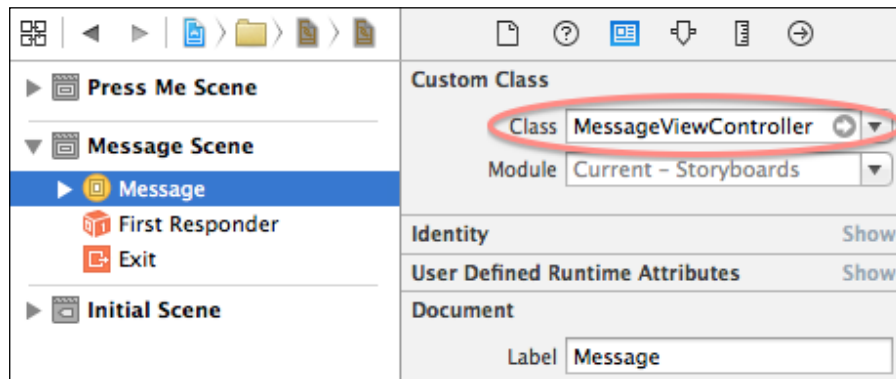 Press Me Scene
Message Scene
Message
First Responder
Exit
Initial Scene
Custom Class
Class MessageViewController
Module Current - Storyboards
Identity Show
User Defined Runtime Attributes Show
Document
Label Message